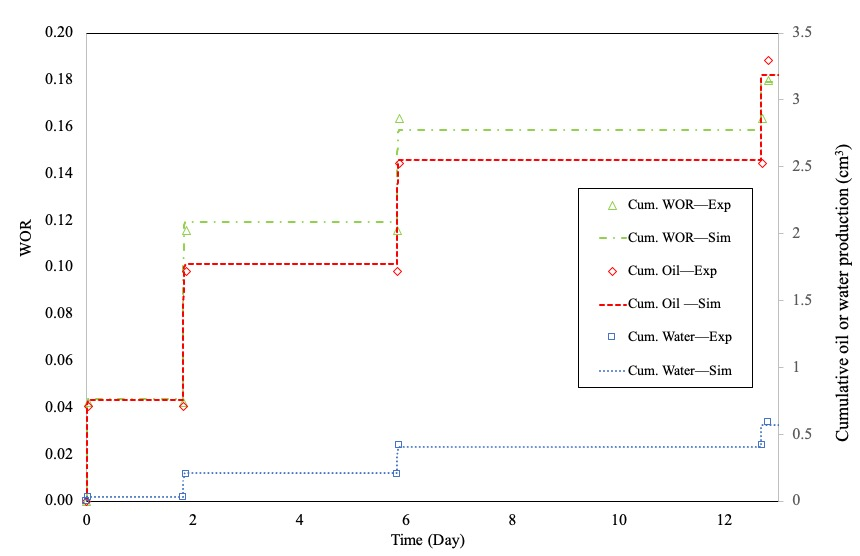 0.20
0.18
0.16
0.14
0.12
0.10
0.08
0.06
0.04
0.02
0.00
WOR
0
2
4
6
8
10
12
Time (Day)
3.5
3
2.5
2
1.5
1
0.5
0
Cumulative oil or water production (cm³)
Cum. WOR—Exp
Cum. WOR—Sim
Cum. Oil—Exp
Cum. Oil —Sim
Cum. Water—Exp
Cum. Water—Sim